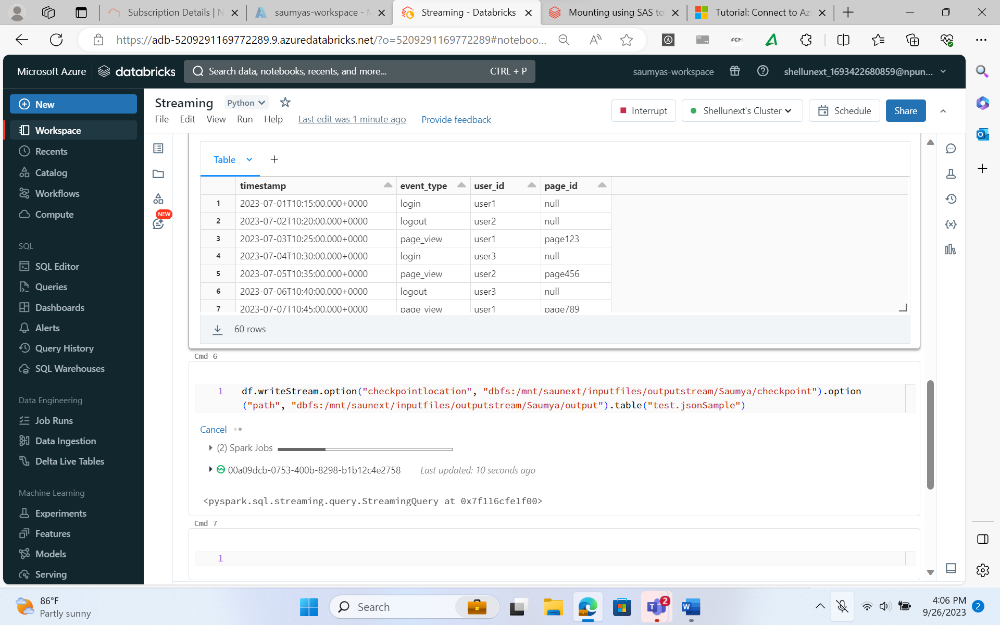 Subscription Details | N
saumyas-workspace - M
Streaming - Databricks
Mounting using SAS to
Tutorial: Connect to Az
https://adb-5209291169772289.9.azuredatabricks.net/?o=5209291169772289#noteboo...
FCM
Microsoft Azure databricks
Search data, notebooks, recents, and more... CTRL + P
saumyas-workspace
shellunext_1693422680859@npun...
New
Workspace
Recents
Catalog
Workflows
Compute
SQL
SQL Editor
Queries
Dashboards
Alerts
Query History
SQL Warehouses
Data Engineering
Job Runs
Data Ingestion
Delta Live Tables
Machine Learning
Experiments
Features
Models
Serving
Streaming Python
File Edit View Run Help Last edit was 1 minute ago Provide feedback
Interrupt Shellunext's Cluster Schedule Share
NEW
Table +
timestamp event_type user_id page_id
1 2023-07-01T10:15:00.000+0000 login user1 null
2 2023-07-02T10:20:00.000+0000 logout user2 null
3 2023-07-03T10:25:00.000+0000 page_view user1 page123
4 2023-07-04T10:30:00.000+0000 login user3 null
5 2023-07-05T10:35:00.000+0000 page_view user2 page456
6 2023-07-06T10:40:00.000+0000 logout user3 null
7 2023-07-07T10:45:00.000+0000 page_view user1 page789
60 rows
Cmd 6
1 df.writeStream.option("checkpointlocation", "dbfs:/mnt/saunext/inputfiles/outputstream/Saumya/checkpoint").option
("path", "dbfs:/mnt/saunext/inputfiles/outputstream/Saumya/output").table("test.jsonSample")
Cancel
(2) Spark Jobs
00a09dcb-0753-400b-8298-b1b12c4e2758 Last updated: 10 seconds ago
<pyspark.sql.streaming.query.StreamingQuery at 0x7f116cfe1f00>
Cmd 7
1
86°F
Partly sunny
Search
2
4:06 PM
9/26/2023
2